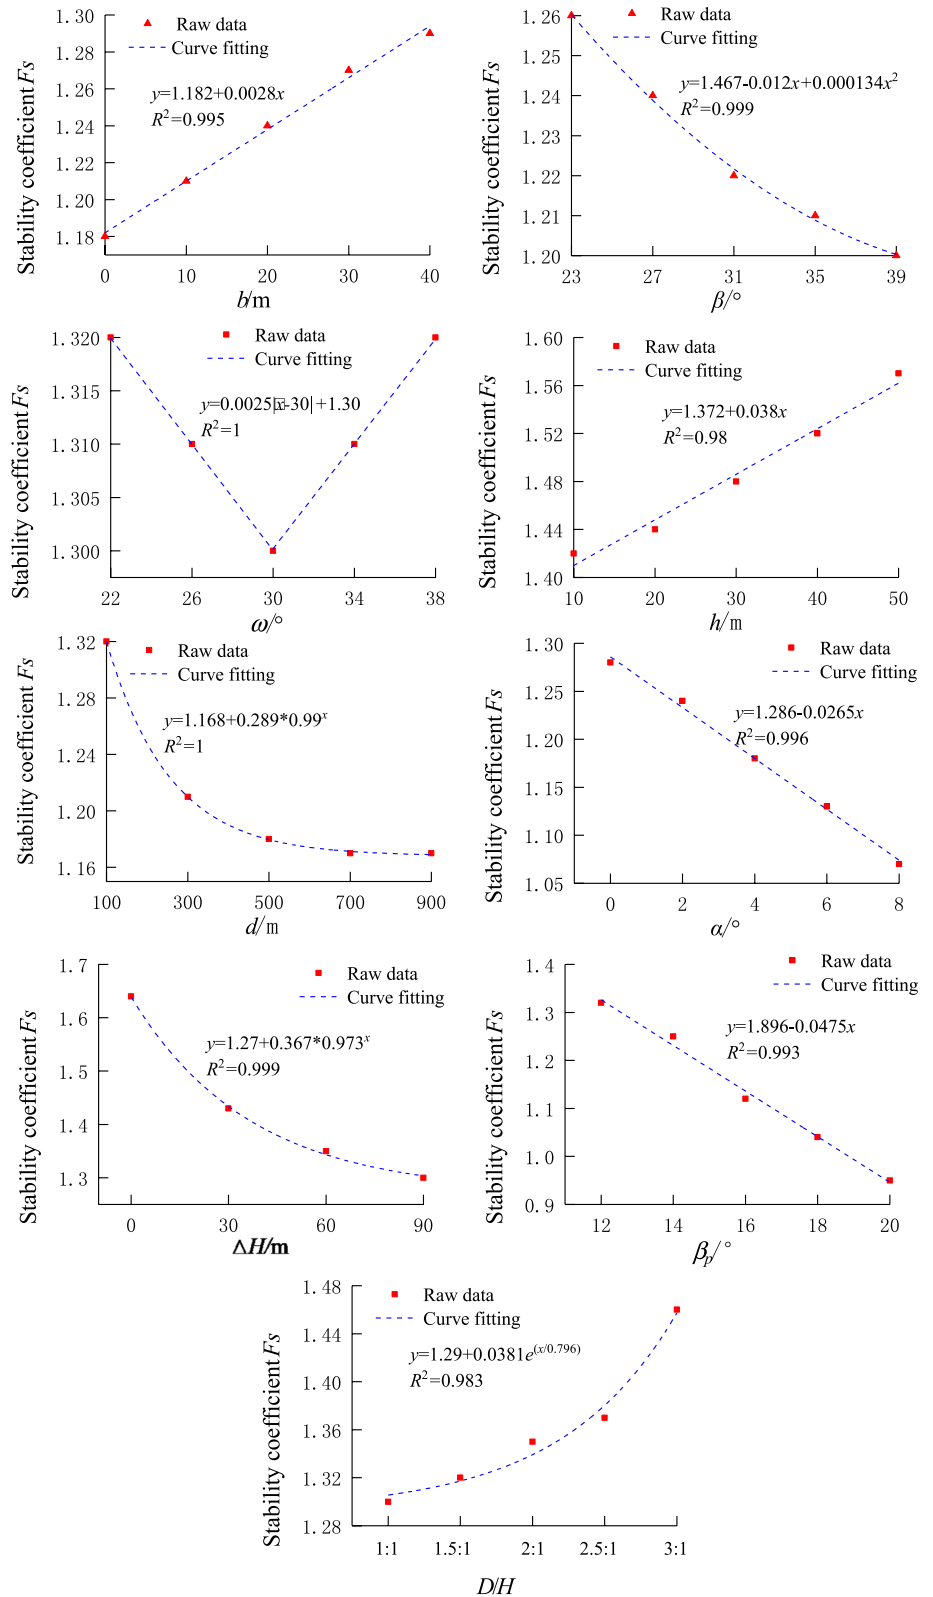 1.30
1.28
1.26
1.24
1.22
1.20
1.18
Stability coefficient Fs
Raw data
Curve fitting
y=1.182+0.0028x
R²=0.995
0 10 20 30 40
b/m
1.26
1.25
1.24
1.23
1.22
1.21
1.20
Stability coefficient Fs
Raw data
Curve fitting
y=1.467-0.012x+0.000134x²
R²=0.999
23 27 31 35 39
β/°
1.320
1.315
1.310
1.305
1.300
Stability coefficient Fs
Raw data
Curve fitting
y=0.0025|x-30|+1.30
R²=1
22 26 30 34 38
ω/°
1.60
1.56
1.52
1.48
1.44
1.40
Stability coefficient Fs
Raw data
Curve fitting
y=1.372+0.038x
R²=0.98
10 20 30 40 50
h/m
1.32
1.28
1.24
1.20
1.16
Stability coefficient Fs
Raw data
Curve fitting
y=1.168+0.289*0.99ˣ
R²=1
100 300 500 700 900
d/m
1.30
1.25
1.20
1.15
1.10
1.05
Stability coefficient Fs
Raw data
Curve fitting
y=1.286-0.0265x
R²=0.996
0 2 4 6 8
α/°
1.7
1.6
1.5
1.4
1.3
Stability coefficient Fs
Raw data
Curve fitting
y=1.27+0.367*0.973ˣ
R²=0.999
0 30 60 90
ΔH/m
1.4
1.3
1.2
1.1
1.0
0.9
Stability coefficient Fs
Raw data
Curve fitting
y=1.896-0.0475x
R²=0.993
12 14 16 18 20
βₚ/°
1.48
1.44
1.40
1.36
1.32
1.28
Stability coefficient Fs
Raw data
Curve fitting
y=1.29+0.0381e^(x/0.796)
R²=0.983
1:1 1.5:1 2:1 2.5:1 3:1
D/H